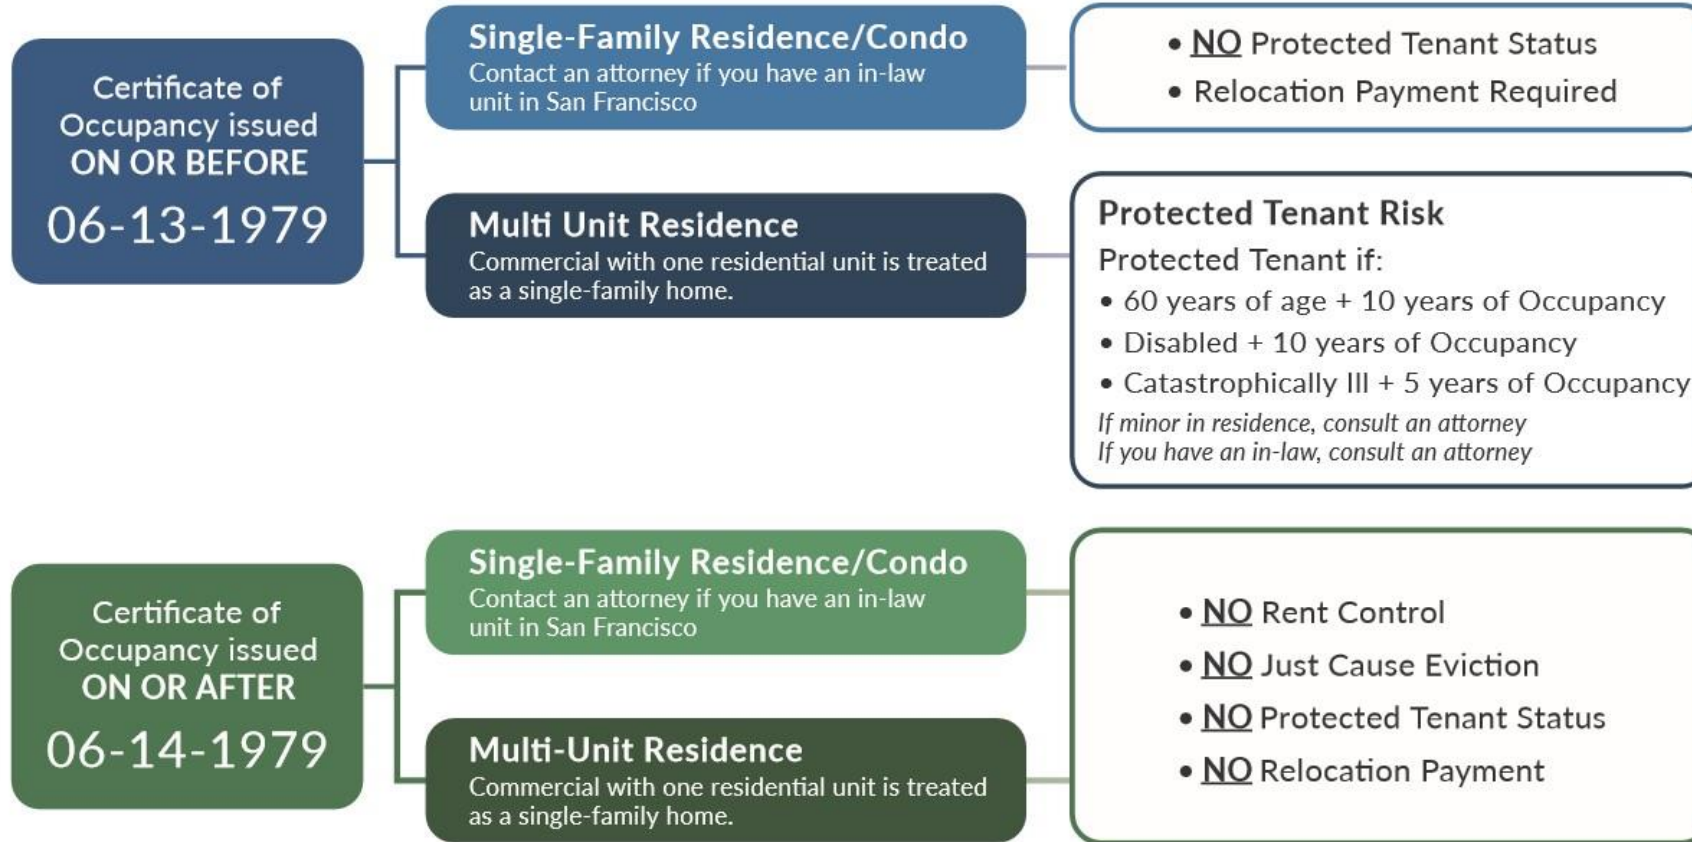 Certificate of
Occupancy issued
ON OR BEFORE
06-13-1979
Single-Family Residence/Condo
Contact an attorney if you have an in-law
unit in San Francisco
• NO Protected Tenant Status
• Relocation Payment Required
Multi Unit Residence
Commercial with one residential unit is treated
as a single-family home.
Protected Tenant Risk
Protected Tenant if:
• 60 years of age + 10 years of Occupancy
• Disabled + 10 years of Occupancy
• Catastrophically Ill + 5 years of Occupancy
If minor in residence, consult an attorney
If you have an in-law, consult an attorney
Certificate of
Occupancy issued
ON OR AFTER
06-14-1979
Single-Family Residence/Condo
Contact an attorney if you have an in-law
unit in San Francisco
Multi-Unit Residence
Commercial with one residential unit is treated
as a single-family home.
• NO Rent Control
• NO Just Cause Eviction
• NO Protected Tenant Status
• NO Relocation Payment